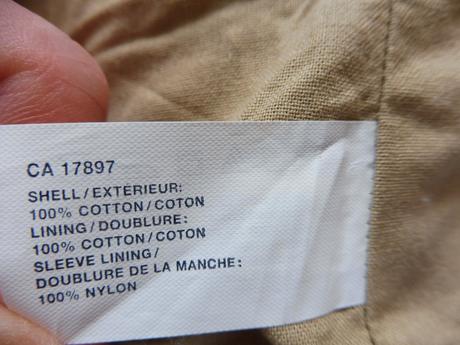 CA 17897
SHELL/EXTÉRIEUR:
100% COTTON/COTON
LINING/DOUBLURE:
100% COTTON/COTON
SLEEVE LINING/
DOUBLURE DE LA MANCHE:
100% NYLON